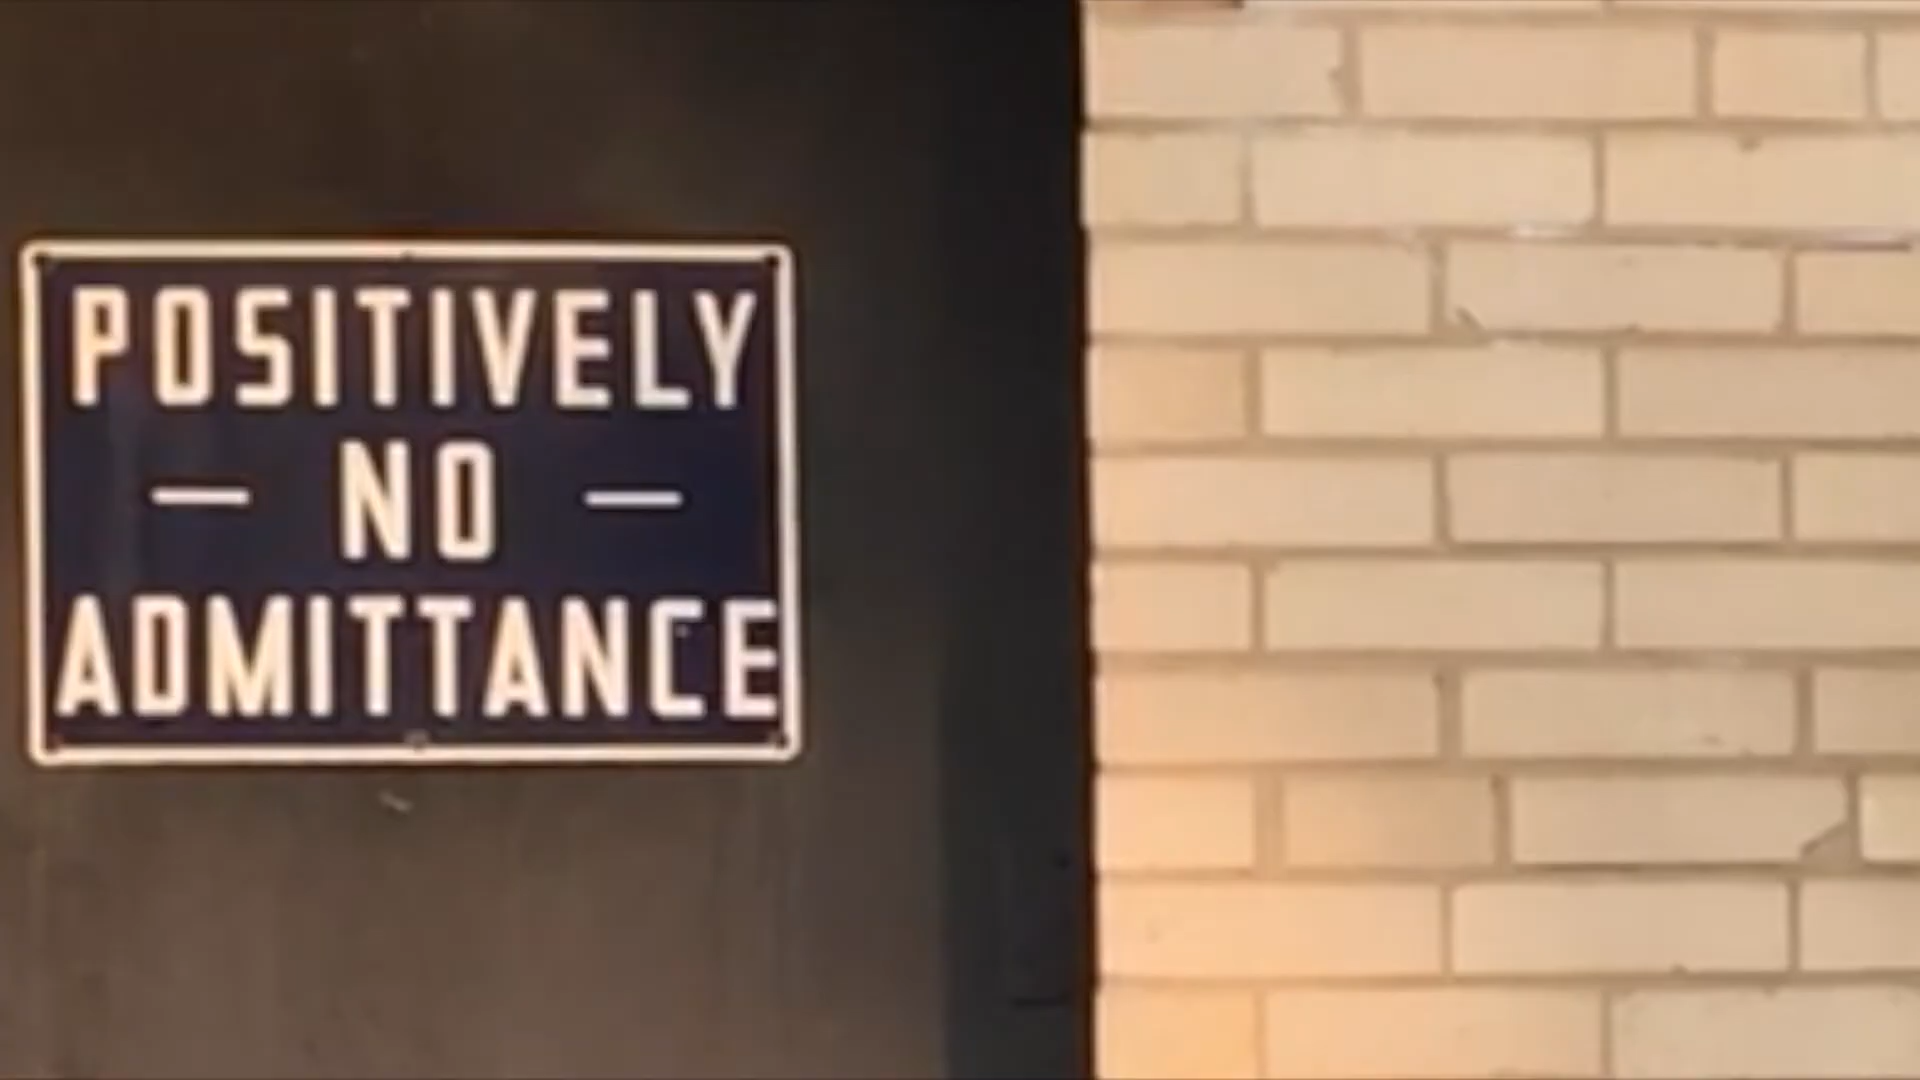 POSITIVELY
— NO —
ADMITTANCE